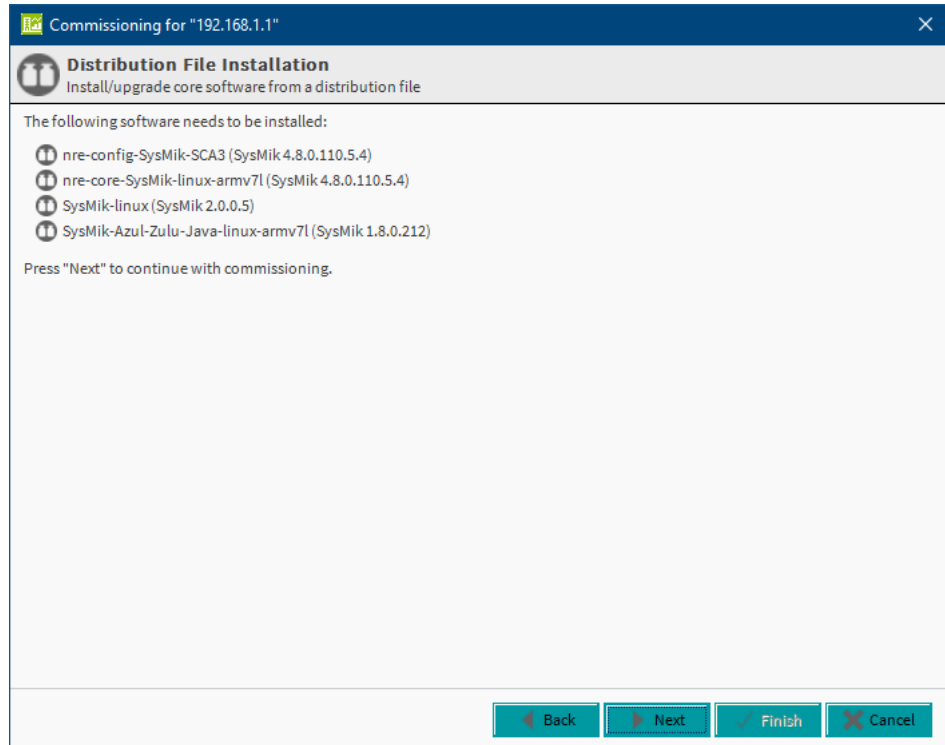 Commissioning for "192.168.1.1"
Distribution File Installation
Install/upgrade core software from a distribution file
The following software needs to be installed:
nre-config-SysMik-SCA3 (SysMik 4.8.0.110.5.4)
nre-core-SysMik-linux-armv7l (SysMik 4.8.0.110.5.4)
SysMik-linux (SysMik 2.0.0.5)
SysMik-Azul-Zulu-Java-linux-armv7l (SysMik 1.8.0.212)
Press "Next" to continue with commissioning.
Back Next Finish Cancel